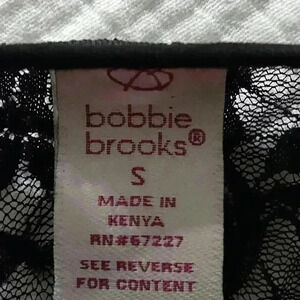 bobbie
brooks®
S
MADE IN
KENYA
RN#67227
SEE REVERSE
FOR CONTENT